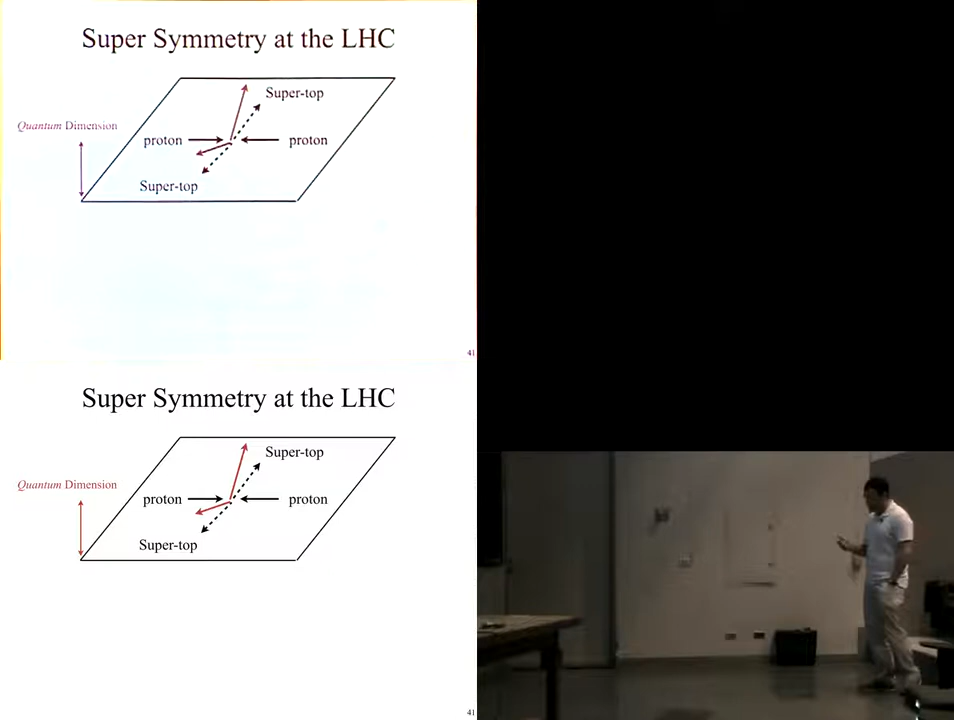 Super Symmetry at the LHC
Super-top
Quantum Dimension
proton
proton
Super-top
41
Super Symmetry at the LHC
Super-top
Quantum Dimension
proton
proton
Super-top
41